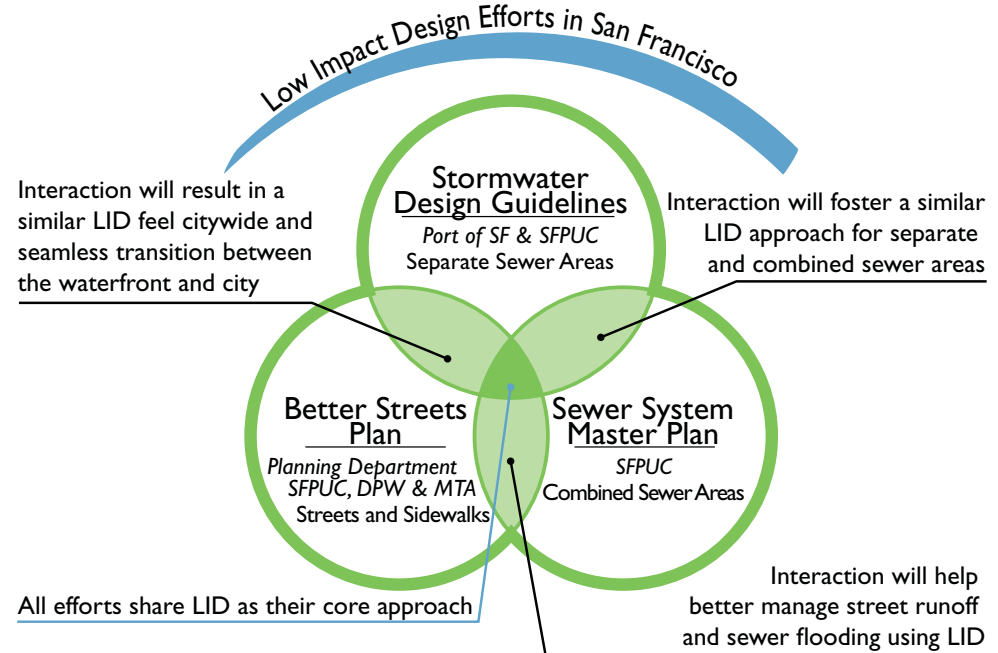 Low Impact Design Efforts in San Francisco
Stormwater
Design Guidelines
Port of SF & SFPUC
Separate Sewer Areas
Interaction will result in a
similar LID feel citywide and
seamless transition between
the waterfront and city
Interaction will foster a similar
LID approach for separate
and combined sewer areas
Better Streets
Plan
Planning Department
SFPUC, DPW & MTA
Streets and Sidewalks
Sewer System
Master Plan
SFPUC
Combined Sewer Areas
All efforts share LID as their core approach
Interaction will help
better manage street runoff
and sewer flooding using LID